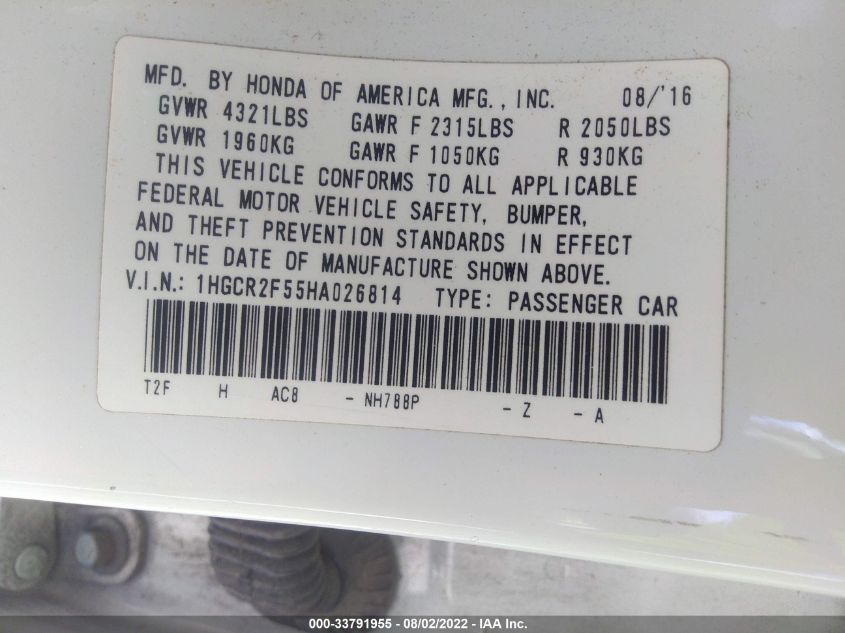 MFD. BY HONDA OF AMERICA MFG., INC. 08/'16
GVWR 4321LBS GAWR F 2315LBS R 2050LBS
GVWR 1960KG GAWR F 1050KG R 930KG
THIS VEHICLE CONFORMS TO ALL APPLICABLE
FEDERAL MOTOR VEHICLE SAFETY, BUMPER,
AND THEFT PREVENTION STANDARDS IN EFFECT
ON THE DATE OF MANUFACTURE SHOWN ABOVE.
V.I.N.: 1HGCR2F55HA026814 TYPE: PASSENGER CAR
T2F H AC8 - NH788P - Z - A
000-33791955 - 08/02/2022 - IAA Inc.